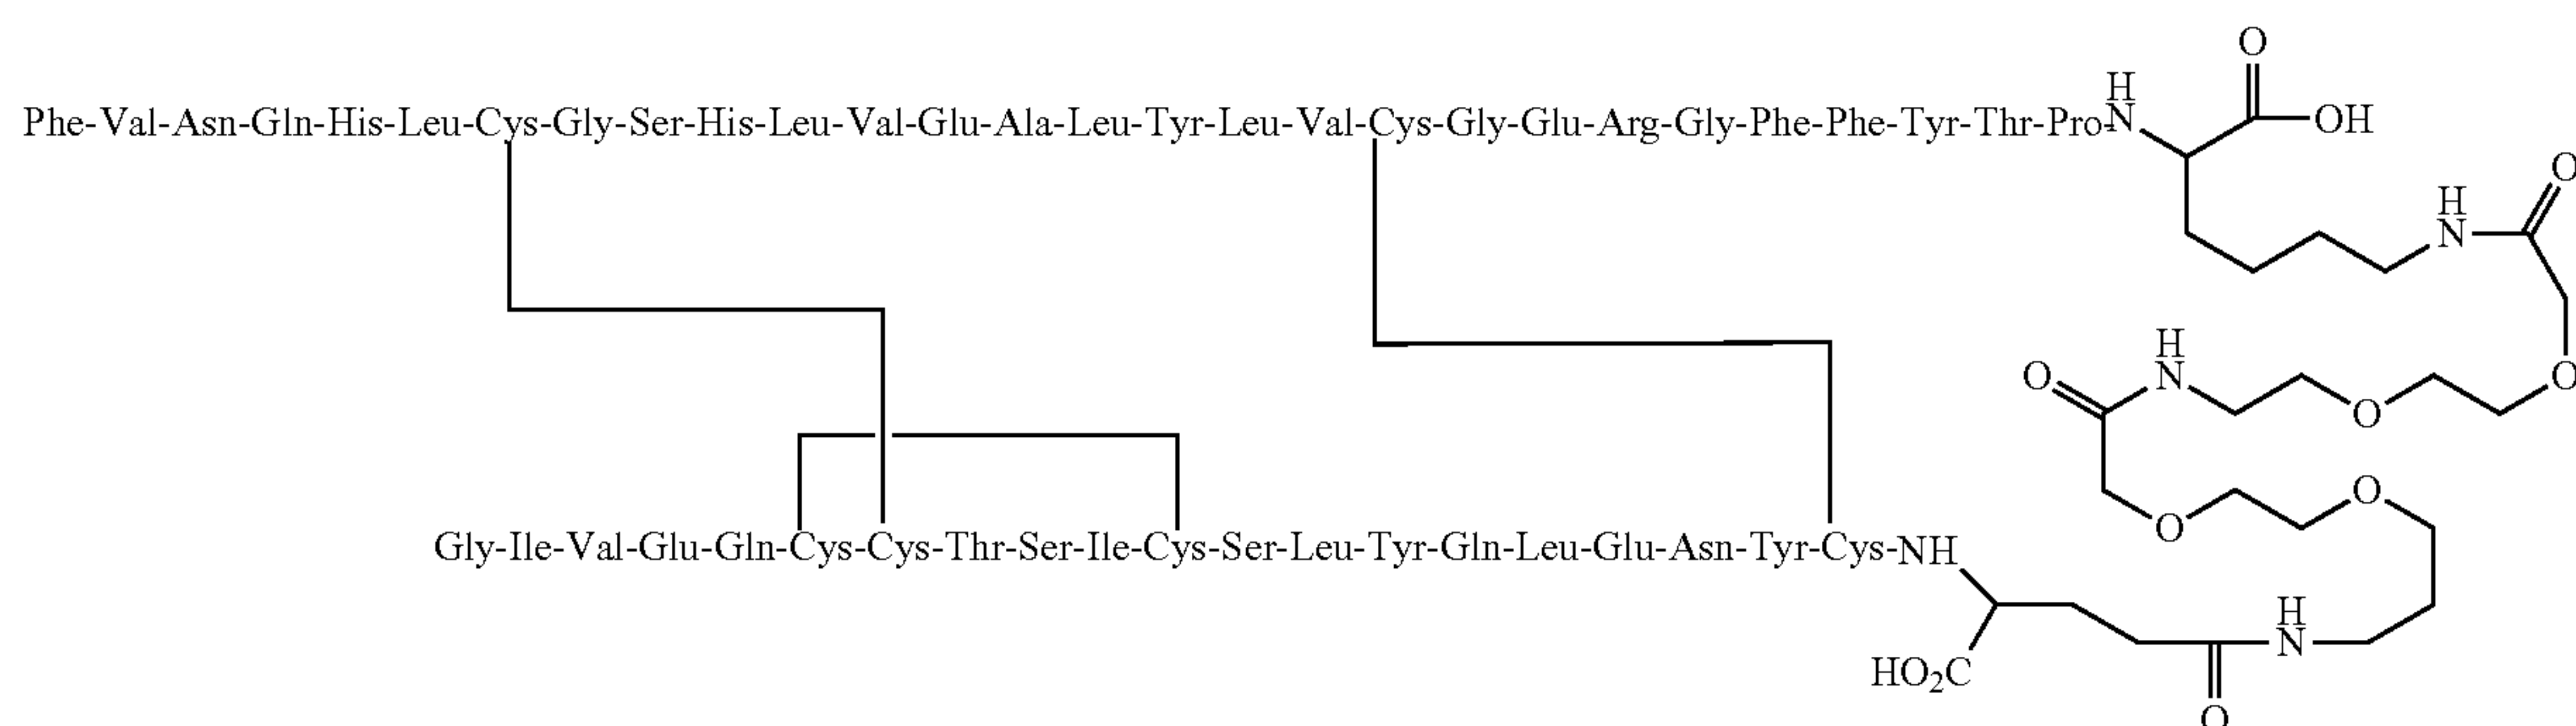 O
H
Phe-Val-Asn-Gln-His-Leu-Cys-Gly-Ser-His-Leu-Val-Glu-Ala-Leu-Tyr-Leu-Val-Cys-Gly-Glu-Arg-Gly-Phe-Phe-Tyr-Thr-Pro-N OH
O
H
N
H
O N O
O
O
O
Gly-Ile-Val-Glu-Gln-Cys-Cys-Thr-Ser-Ile-Cys-Ser-Leu-Tyr-Gln-Leu-Glu-Asn-Tyr-Cys-NH
H
N
HO2C
O